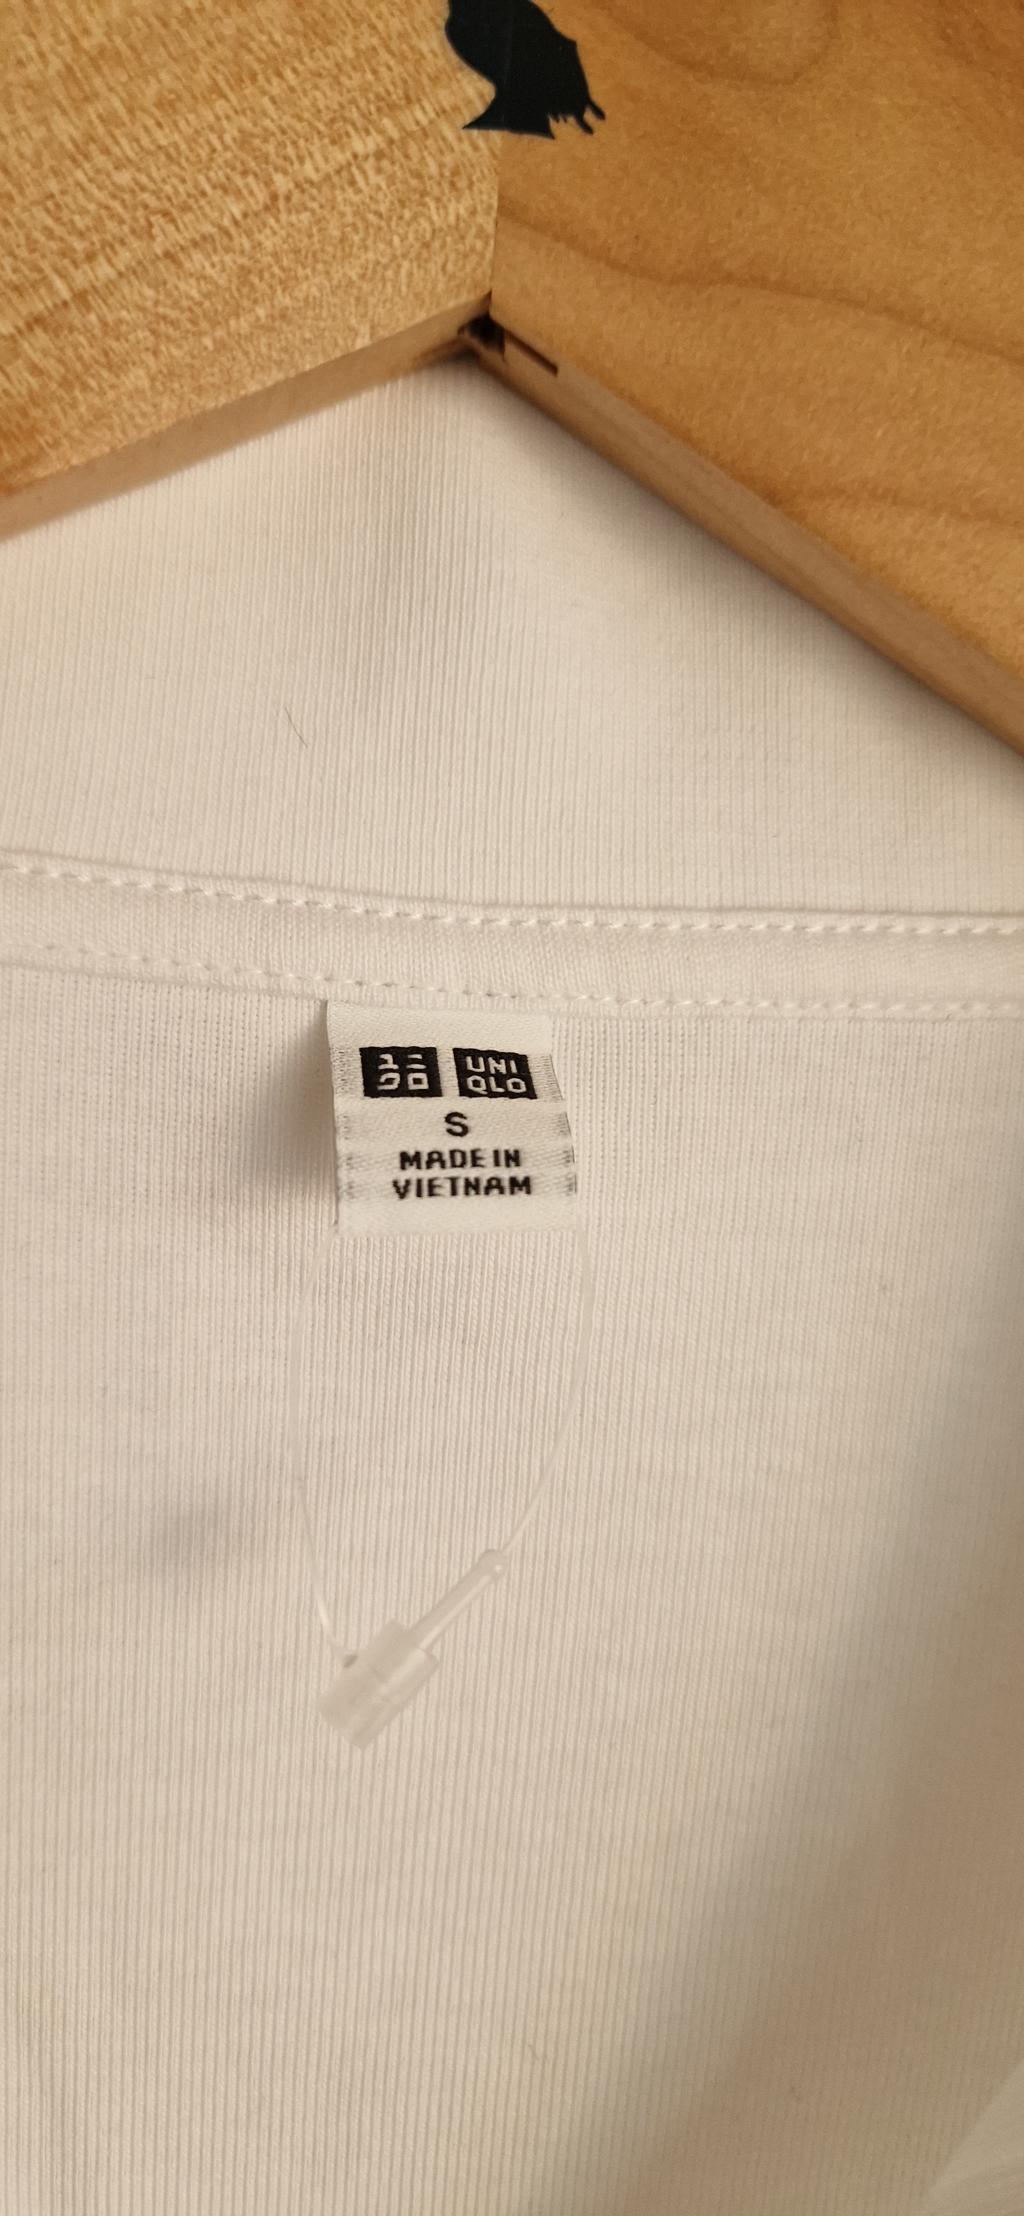 ユニ UNI
クロ QLO
S
MADE IN
VIETNAM